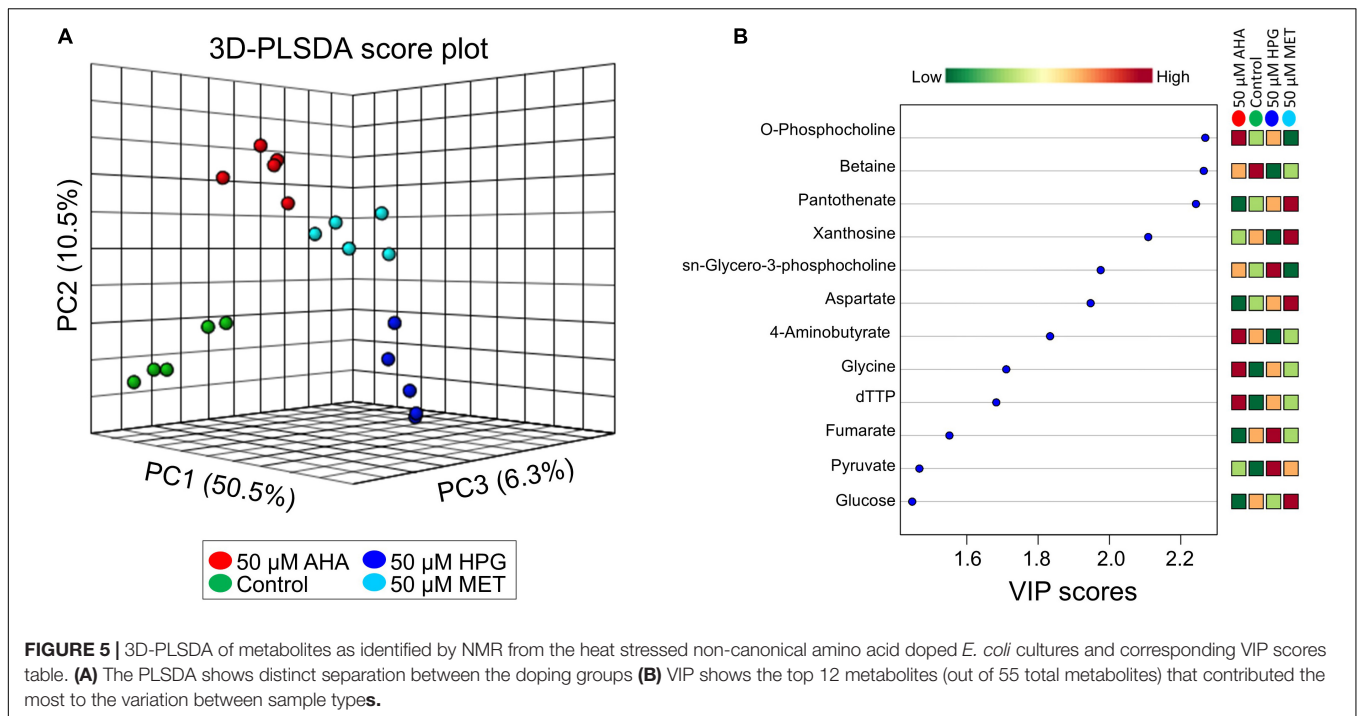 A
3D-PLSDA score plot
PC2 (10.5%)
PC1 (50.5%)
PC3 (6.3%)
50 µM AHA
50 µM HPG
Control
50 µM MET
B
Low
High
50 µM AHA
Control
50 µM HPG
50 µM MET
O-Phosphocholine
Betaine
Pantothenate
Xanthosine
sn-Glycero-3-phosphocholine
Aspartate
4-Aminobutyrate
Glycine
dTTP
Fumarate
Pyruvate
Glucose
1.6 1.8 2.0 2.2
VIP scores
FIGURE 5 | 3D-PLSDA of metabolites as identified by NMR from the heat stressed non-canonical amino acid doped E. coli cultures and corresponding VIP scores
table. (A) The PLSDA shows distinct separation between the doping groups (B) VIP shows the top 12 metabolites (out of 55 total metabolites) that contributed the
most to the variation between sample types.